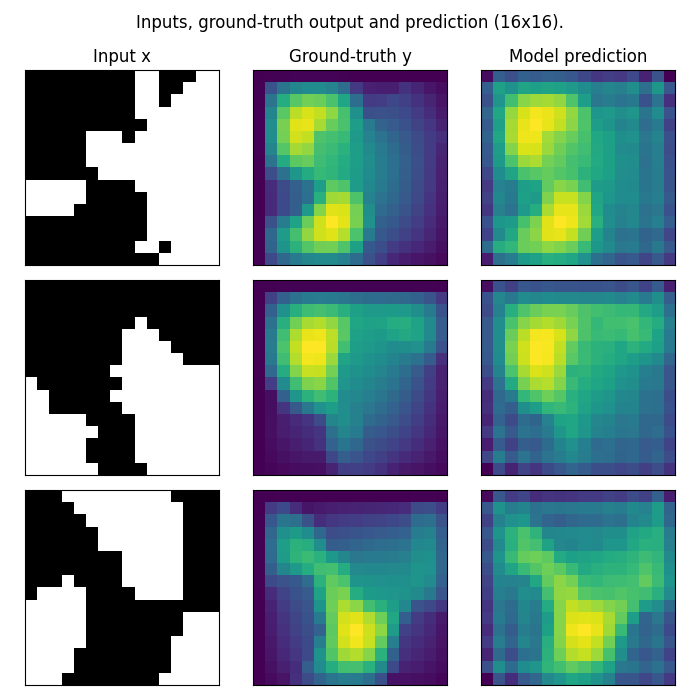 Inputs, ground-truth output and prediction (16x16).
Input x
Ground-truth y
Model prediction